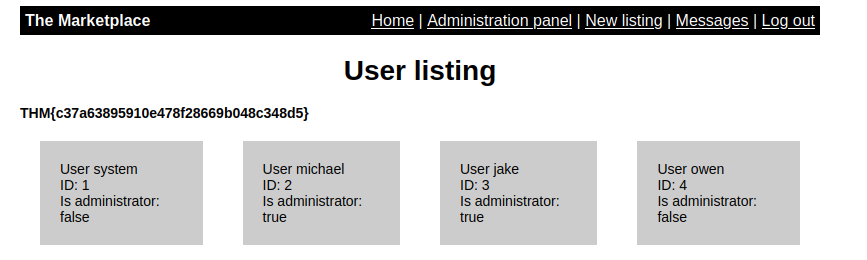 The Marketplace
Home | Administration panel | New listing | Messages | Log out
User listing
THM{c37a63895910e478f28669b048c348d5}
User system
ID: 1
Is administrator:
false
User michael
ID: 2
Is administrator:
true
User jake
ID: 3
Is administrator:
true
User owen
ID: 4
Is administrator:
false